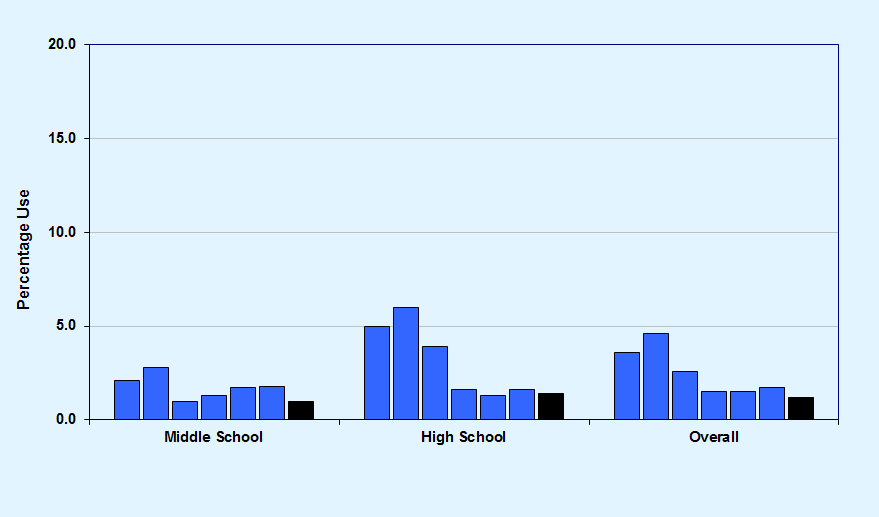 20.0
15.0
10.0
5.0
0.0
Percentage Use
Middle School
High School
Overall